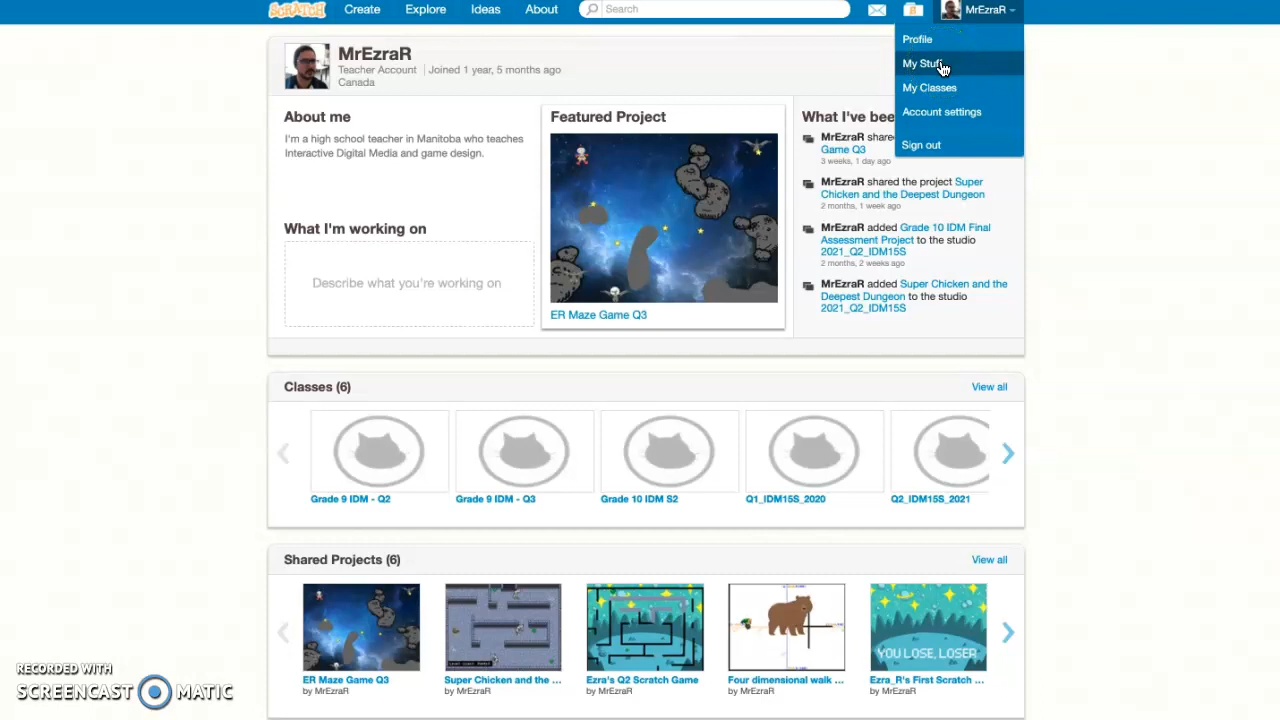 SCRATCH Create Explore Ideas About Search MrEzraR
Profile
My Stuff
My Classes
Account settings
Sign out
MrEzraR
Teacher Account | Joined 1 year, 5 months ago
Canada
About me
I'm a high school teacher in Manitoba who teaches
Interactive Digital Media and game design.
What I'm working on
Describe what you're working on
Featured Project
ER Maze Game Q3
What I've bee
MrEzraR share
Game Q3
3 weeks, 1 day ago
MrEzraR shared the project Super
Chicken and the Deepest Dungeon
2 months, 1 week ago
MrEzraR added Grade 10 IDM Final
Assessment Project to the studio
2021_Q2_IDM15S
2 months, 2 weeks ago
MrEzraR added Super Chicken and the
Deepest Dungeon to the studio
2021_Q2_IDM15S
Classes (6) View all
Grade 9 IDM - Q2
Grade 9 IDM - Q3
Grade 10 IDM S2
Q1_IDM15S_2020
Q2_IDM15S_2021
Shared Projects (6) View all
YOU LOSE, LOSER
ER Maze Game Q3
by MrEzraR
Super Chicken and the ...
by MrEzraR
Ezra's Q2 Scratch Game
by MrEzraR
Four dimensional walk ...
by MrEzraR
Ezra_R's First Scratch ...
by MrEzraR
RECORDED WITH
SCREENCAST MATIC